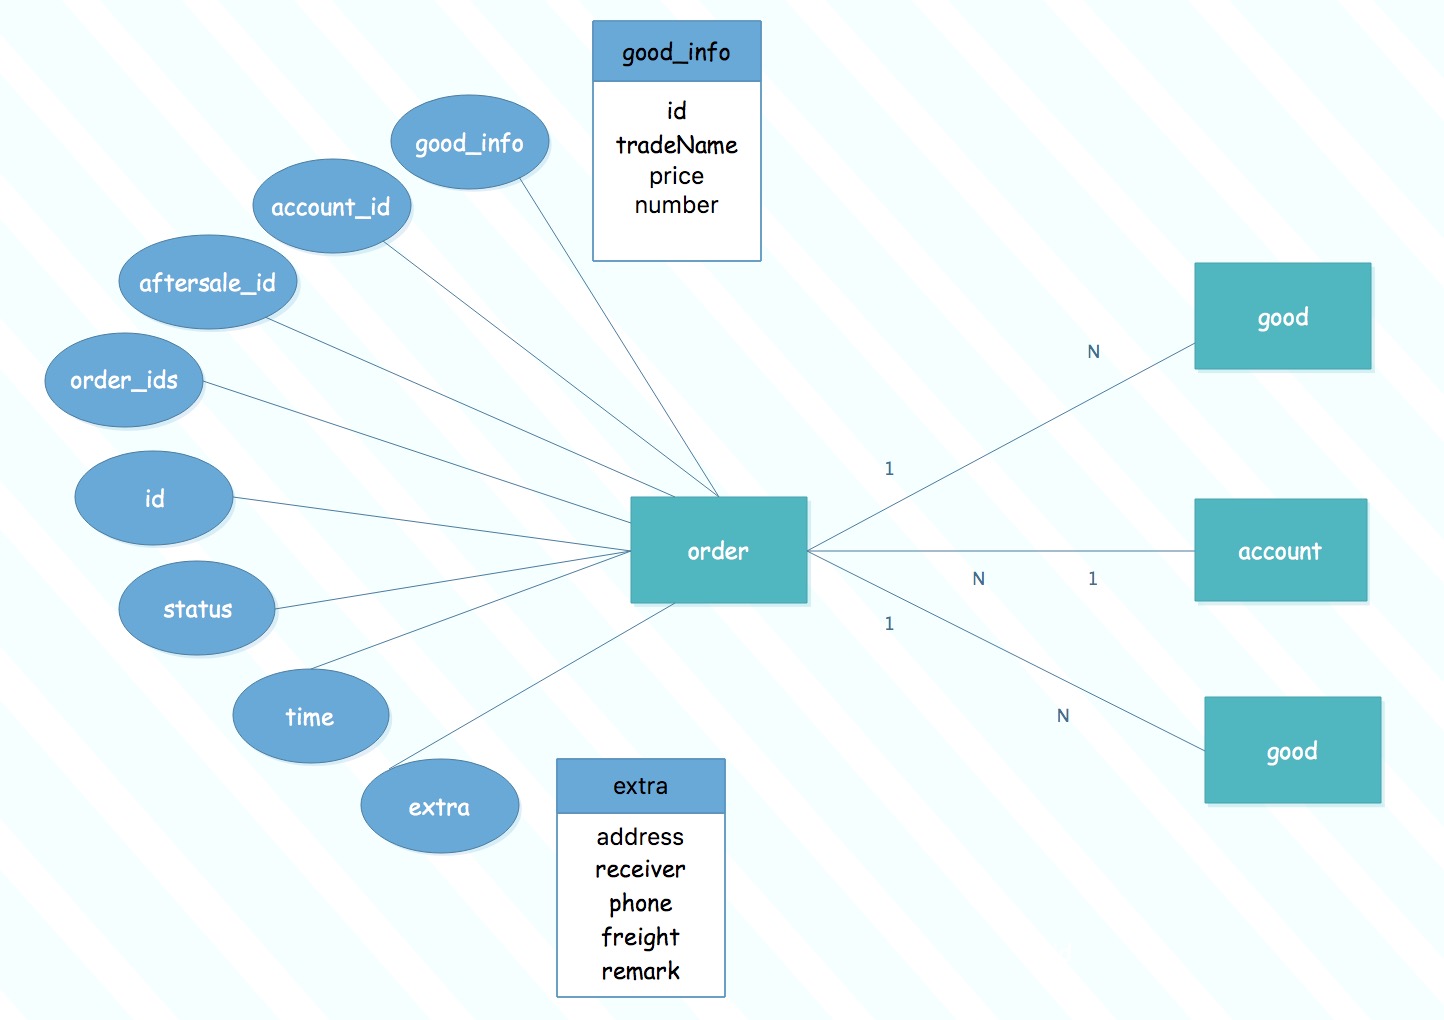 good_info
id
tradeName
price
number
good_info
account_id
aftersale_id
order_ids
id
status
time
extra
order
extra
address
receiver
phone
freight
remark
N
1
good
N
1
account
1
N
good